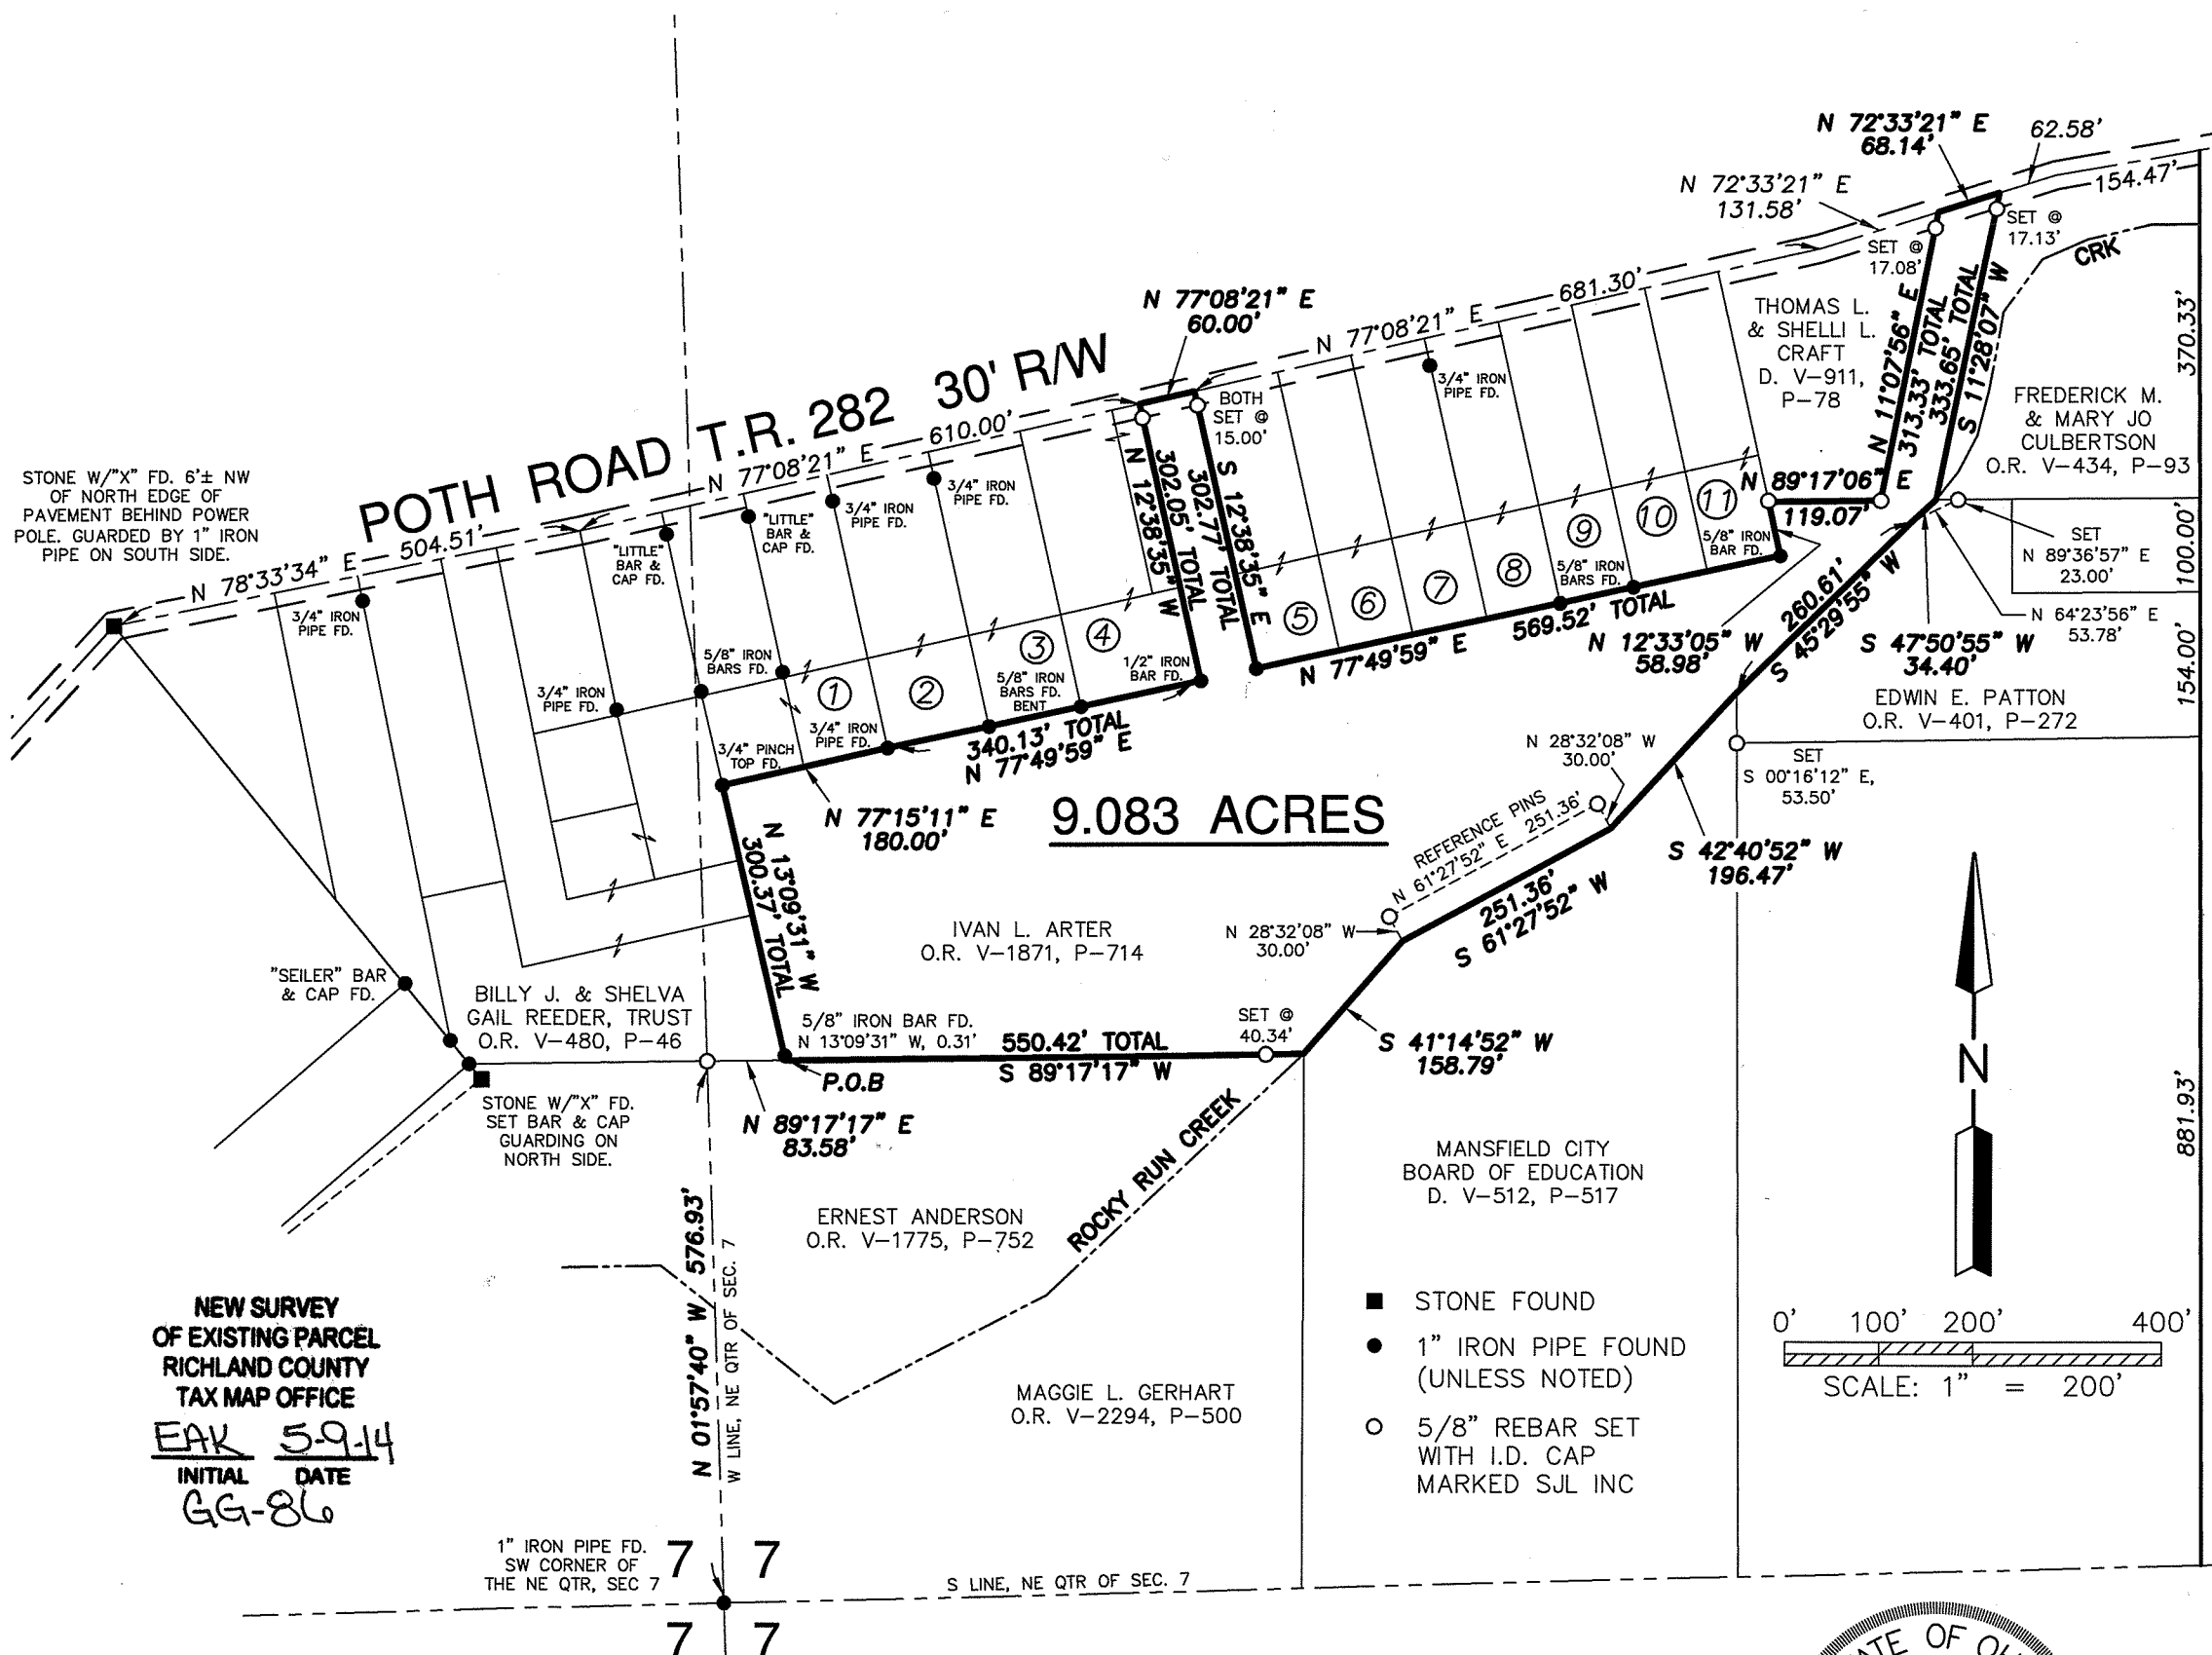 N 72°33'21" E
68.14'
62.58'
154.47'
N 72°33'21" E
131.58'
SET @
17.08'
SET @
17.13'
CRK
370.33'
THOMAS L.
& SHELLI L.
CRAFT
D. V-911,
P-78
N 11°07'56" E
313.33' TOTAL
333.65' TOTAL
S 11°28'07" W
FREDERICK M.
& MARY JO
CULBERTSON
O.R. V-434, P-93
681.30'
N 77°08'21" E
N 77°08'21" E
60.00'
BOTH
SET @
15.00'
3/4" IRON
PIPE FD.
POTH ROAD T.R. 282 30' R/W
610.00'
N 77°08'21" E
504.51'
N 78°33'34" E
STONE W/"X" FD. 6'± NW
OF NORTH EDGE OF
PAVEMENT BEHIND POWER
POLE. GUARDED BY 1" IRON
PIPE ON SOUTH SIDE.
3/4" IRON
PIPE FD.
"LITTLE"
BAR &
CAP FD.
"LITTLE"
BAR &
CAP FD.
3/4" IRON
PIPE FD.
3/4" IRON
PIPE FD.
N 12°38'35" W
302.05' TOTAL
302.77' TOTAL
S 12°38'35" E
N 89°17'06" E
119.07'
5/8" IRON
BAR FD.
5/8" IRON
BARS FD.
1
2
3
4
5
6
7
8
9
10
11
SET
N 89°36'57" E
23.00'
100.00'
N 64°23'56" E
53.78'
154.00'
260.61'
S 45°29'55" W
S 47°50'55" W
34.40'
N 12°33'05" W
58.98'
569.52' TOTAL
N 77°49'59" E
5/8" IRON
BARS FD.
3/4" IRON
PIPE FD.
3/4" PINCH
TOP FD.
3/4" IRON
PIPE FD.
5/8" IRON
BARS FD.
BENT
1/2" IRON
BAR FD.
340.13' TOTAL
N 77°49'59" E
N 77°15'11" E
180.00'
9.083 ACRES
EDWIN E. PATTON
O.R. V-401, P-272
SET
S 00°16'12" E,
53.50'
N 28°32'08" W
30.00'
REFERENCE PINS
N 61°27'52" E 251.36'
S 42°40'52" W
196.47'
251.36'
S 61°27'52" W
N 28°32'08" W
30.00'
N 13°09'31" W
300.37' TOTAL
IVAN L. ARTER
O.R. V-1871, P-714
"SEILER" BAR
& CAP FD.
BILLY J. & SHELVA
GAIL REEDER, TRUST
O.R. V-480, P-46
5/8" IRON BAR FD.
N 13°09'31" W, 0.31'
550.42' TOTAL
S 89°17'17" W
SET @
40.34'
S 41°14'52" W
158.79'
P.O.B
N 89°17'17" E
83.58'
STONE W/"X" FD.
SET BAR & CAP
GUARDING ON
NORTH SIDE.
N
881.93'
MANSFIELD CITY
BOARD OF EDUCATION
D. V-512, P-517
ROCKY RUN CREEK
ERNEST ANDERSON
O.R. V-1775, P-752
N 01°57'40" W 576.93'
W LINE, NE QTR OF SEC. 7
NEW SURVEY
OF EXISTING PARCEL
RICHLAND COUNTY
TAX MAP OFFICE
EAK 5-9-14
INITIAL DATE
GG-86
MAGGIE L. GERHART
O.R. V-2294, P-500
STONE FOUND
1" IRON PIPE FOUND
(UNLESS NOTED)
5/8" REBAR SET
WITH I.D. CAP
MARKED SJL INC
0' 100' 200' 400'
SCALE: 1" = 200'
1" IRON PIPE FD.
SW CORNER OF
THE NE QTR, SEC 7
7 7
S LINE, NE QTR OF SEC. 7
7 7
ATE OF